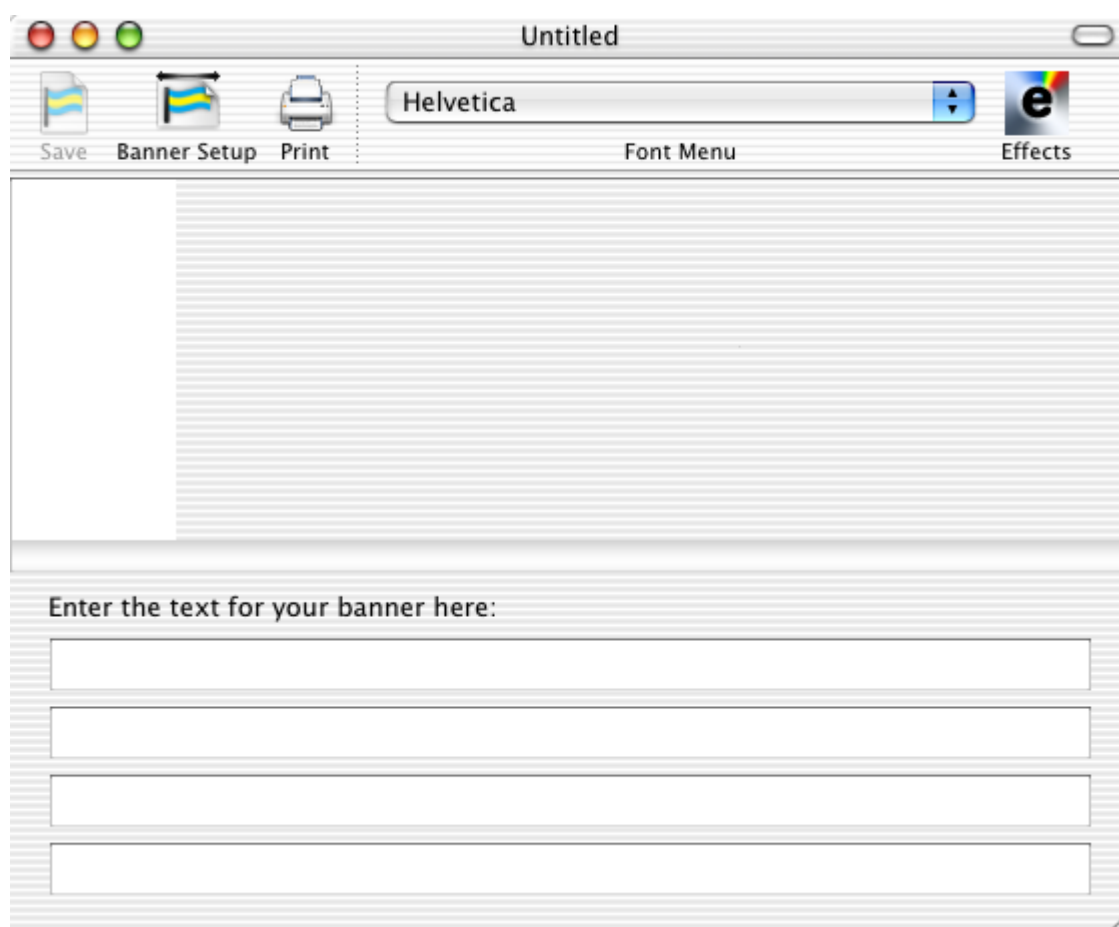 Untitled
Helvetica
e
Save Banner Setup Print Font Menu Effects
Enter the text for your banner here: